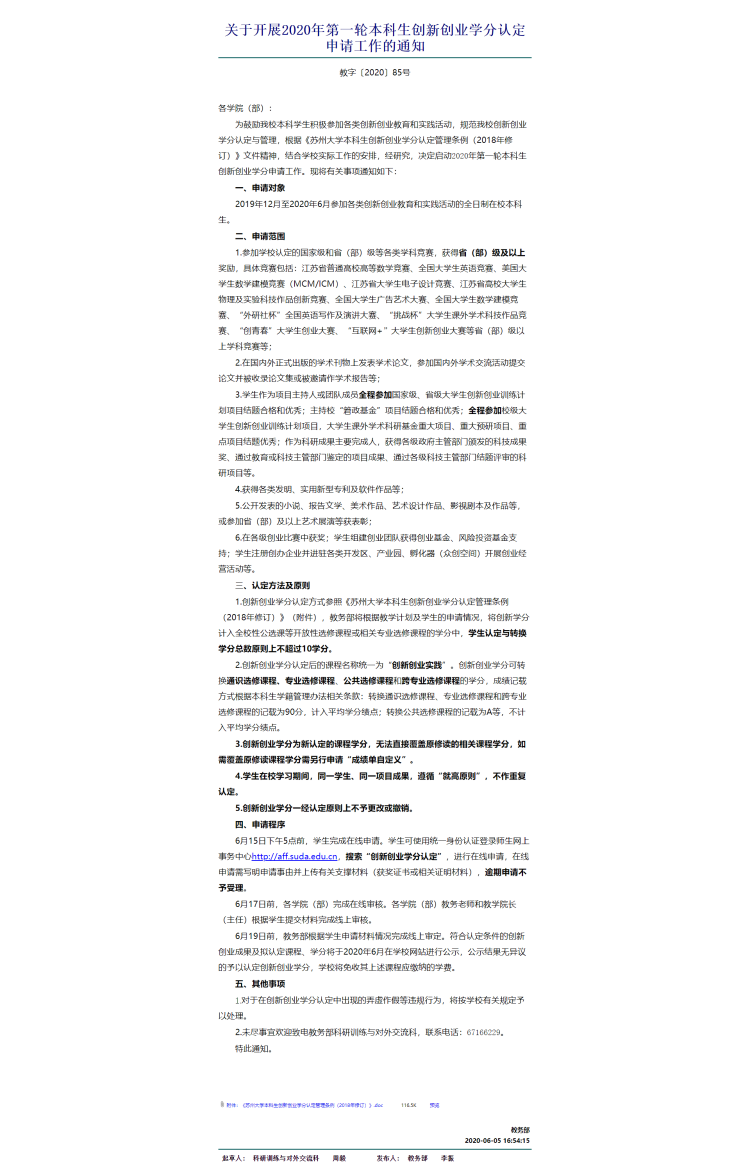 关于开展2020年第一轮本科生创新创业学分认定
申请工作的通知
教字〔2020〕85号
各学院（部）：
为鼓励我校本科学生积极参加各类创新创业教育和实践活动，规范我校创新创业
学分认定与管理，根据《苏州大学本科生创新创业学分认定管理条例（2018年修
订）》文件精神，结合学校实际工作的安排，经研究，决定启动2020年第一轮本科生
创新创业学分申请工作。现将有关事项通知如下：
一、申请对象
2019年12月至2020年6月参加各类创新创业教育和实践活动的全日制在校本科
生。
二、申请范围
1.参加学校认定的国家级和省（部）级等各类学科竞赛，获得省（部）级及以上
奖励，具体竞赛包括：江苏省普通高校高等数学竞赛、全国大学生英语竞赛、美国大
学生数学建模竞赛（MCM/ICM）、江苏省大学生电子设计竞赛、江苏省高校大学生
物理及实验科技作品创新竞赛、全国大学生广告艺术大赛、全国大学生数学建模竞
赛、“外研社杯”全国英语写作及演讲大赛、“挑战杯”大学生课外学术科技作品竞
赛、“创青春”大学生创业大赛、“互联网+”大学生创新创业大赛等省（部）级以
上学科竞赛等；
2.在国内外正式出版的学术刊物上发表学术论文，参加国内外学术交流活动提交
论文并被收录论文集或被邀请作学术报告等；
3.学生作为项目主持人或团队成员全程参加国家级、省级大学生创新创业训练计
划项目结题合格和优秀；主持校“䇹政基金”项目结题合格和优秀；全程参加校级大
学生创新创业训练计划项目，大学生课外学术科研基金重大项目、重大预研项目、重
点项目结题优秀；作为科研成果主要完成人，获得各级政府主管部门颁发的科技成果
奖、通过教育或科技主管部门鉴定的项目成果、通过各级科技主管部门结题评审的科
研项目等。
4.获得各类发明、实用新型专利及软件作品等；
5.公开发表的小说、报告文学、美术作品、艺术设计作品、影视剧本及作品等，
或参加省（部）及以上艺术展演等获表彰；
6.在各级创业比赛中获奖；学生组建创业团队获得创业基金、风险投资基金支
持；学生注册创办企业并进驻各类开发区、产业园、孵化器（众创空间）开展创业经
营活动等。
三、认定方法及原则
1.创新创业学分认定方式参照《苏州大学本科生创新创业学分认定管理条例
（2018年修订）》（附件），教务部将根据教学计划及学生的申请情况，将创新学分
计入全校性公选课等开放性选修课程或相关专业选修课程的学分中，学生认定与转换
学分总数原则上不超过10学分。
2.创新创业学分认定后的课程名称统一为“创新创业实践”。创新创业学分可转
换通识选修课程、专业选修课程、公共选修课程和跨专业选修课程的学分，成绩记载
方式根据本科生学籍管理办法相关条款：转换通识选修课程、专业选修课程和跨专业
选修课程的记载为90分，计入平均学分绩点；转换公共选修课程的记载为A等，不计
入平均学分绩点。
3.创新创业学分为新认定的课程学分，无法直接覆盖原修读的相关课程学分，如
需覆盖原修读课程学分需另行申请“成绩单自定义”。
4.学生在校学习期间，同一学生、同一项目成果，遵循“就高原则”，不作重复
认定。
5.创新创业学分一经认定原则上不予更改或撤销。
四、申请程序
6月15日下午5点前，学生完成在线申请。学生可使用统一身份认证登录师生网上
事务中心http://aff.suda.edu.cn，搜索“创新创业学分认定”，进行在线申请，在线
申请需写明申请事由并上传有关支撑材料（获奖证书或相关证明材料），逾期申请不
予受理。
6月17日前，各学院（部）完成在线审核。各学院（部）教务老师和教学院长
（主任）根据学生提交材料完成线上审核。
6月19日前，教务部根据学生申请材料情况完成线上审定。符合认定条件的创新
创业成果及拟认定课程、学分将于2020年6月在学校网站进行公示，公示结果无异议
的予以认定创新创业学分，学校将免收其上述课程应缴纳的学费。
五、其他事项
1.对于在创新创业学分认定中出现的弄虚作假等违规行为，将按学校有关规定予
以处理。
2.未尽事宜欢迎致电教务部科研训练与对外交流科，联系电话：67166229。
特此通知。
附件：《苏州大学本科生创新创业学分认定管理条例（2018年修订）》.doc 116.5K 预览
教务部
2020-06-05 16:54:15
起草人： 科研训练与对外交流科 周毅 发布人： 教务部 李振